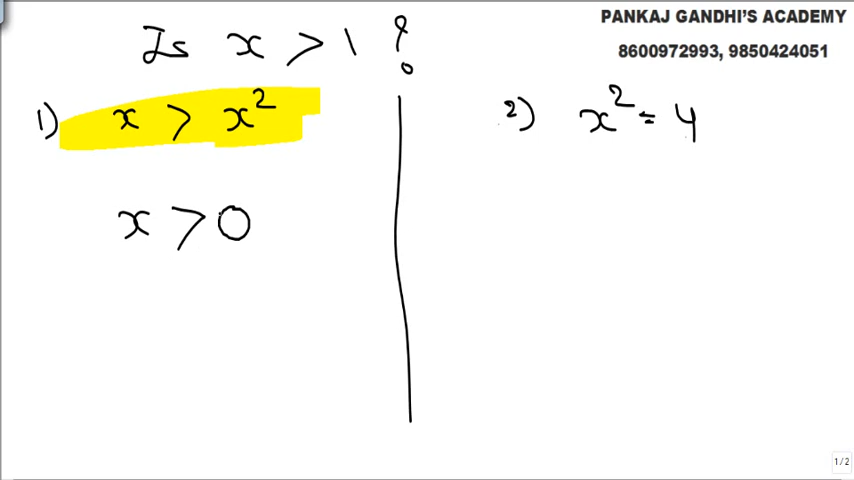 PANKAJ GANDHI'S ACADEMY
8600972993, 9850424051
Is x > 1 ?
1) x > x²
x > 0
2) x² = 4
1/2